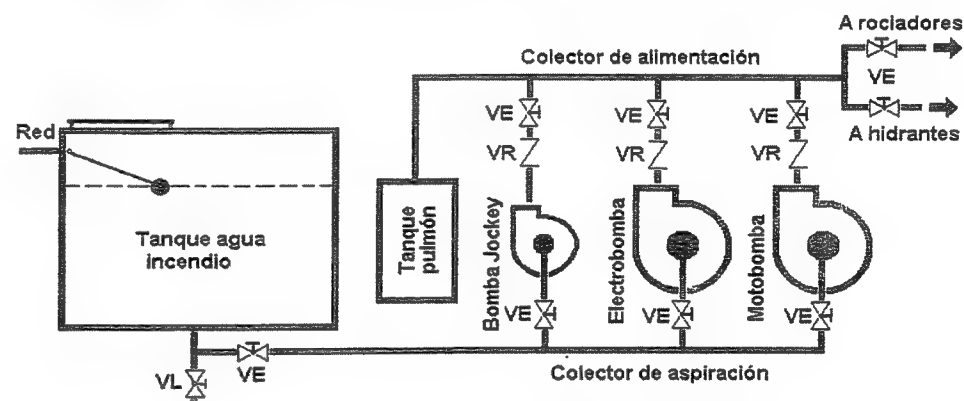 A rociadores
Colector de alimentación
VE
A hidrantes
Red
VE
VE
VE
VR
VR
VR
Tanque agua
incendio
Tanque
pulmón
Bomba Jockey
Electrobomba
Motobomba
VE
VE
VE
VL
VE
Colector de aspiración